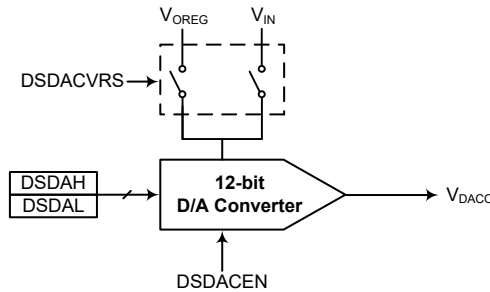 VOREG VIN
DSDACVRS
DSDAH
DSDAL
12-bit
D/A Converter
VDACO
DSDACEN